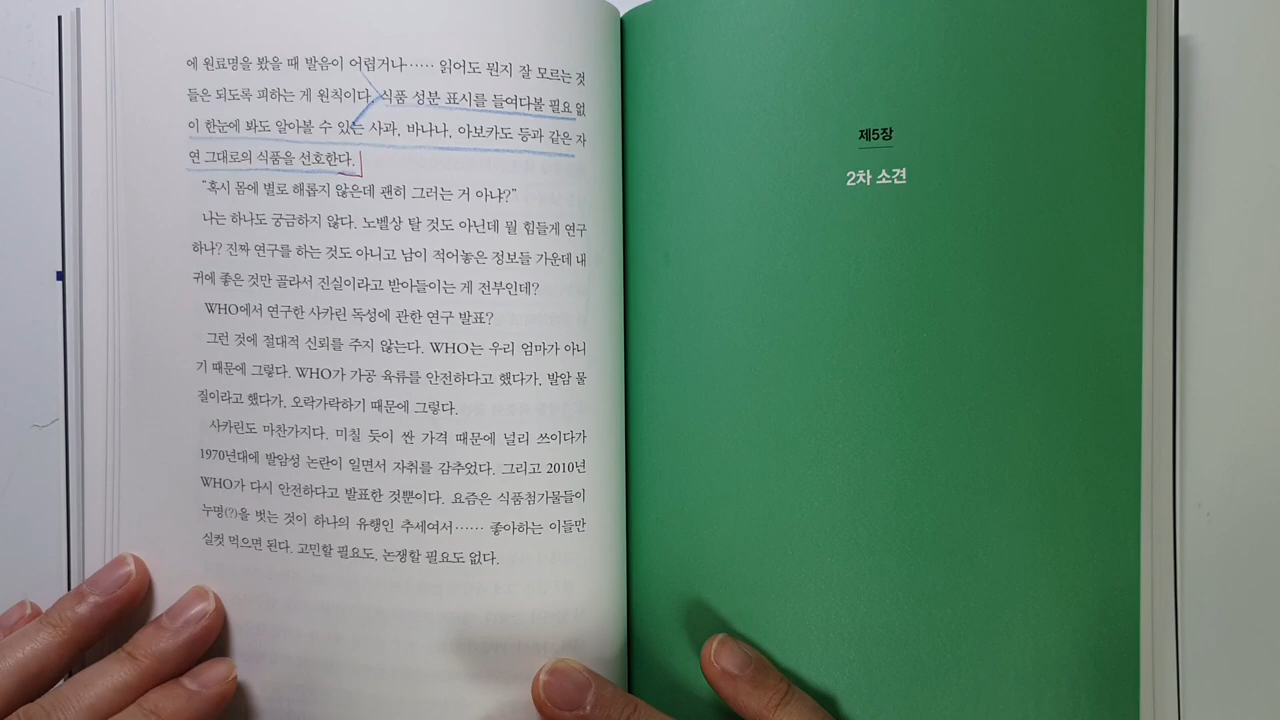 에 원료명을 봤을 때 발음이 어렵거나…… 읽어도 뭔지 잘 모르는 것
들은 되도록 피하는 게 원칙이다. 식품 성분 표시를 들여다볼 필요 없
이 한눈에 봐도 알아볼 수 있는 사과, 바나나, 아보카도 등과 같은 자
연 그대로의 식품을 선호한다.
“혹시 몸에 별로 해롭지 않은데 괜히 그러는 거 아냐?”
나는 하나도 궁금하지 않다. 노벨상 탈 것도 아닌데 뭘 힘들게 연구
하나? 진짜 연구를 하는 것도 아니고 남이 적어놓은 정보들 가운데 내
귀에 좋은 것만 골라서 진실이라고 받아들이는 게 전부인데?
WHO에서 연구한 사카린 독성에 관한 연구 발표?
그런 것에 절대적 신뢰를 주지 않는다. WHO는 우리 엄마가 아니
기 때문에 그렇다. WHO가 가공 육류를 안전하다고 했다가, 발암 물
질이라고 했다가, 오락가락하기 때문에 그렇다.
사카린도 마찬가지다. 미칠 듯이 싼 가격 때문에 널리 쓰이다가
1970년대에 발암성 논란이 일면서 자취를 감추었다. 그리고 2010년
WHO가 다시 안전하다고 발표한 것뿐이다. 요즘은 식품첨가물들이
누명(?)을 벗는 것이 하나의 유행인 추세여서…… 좋아하는 이들만
실컷 먹으면 된다. 고민할 필요도, 논쟁할 필요도 없다.
제5장
2차 소견